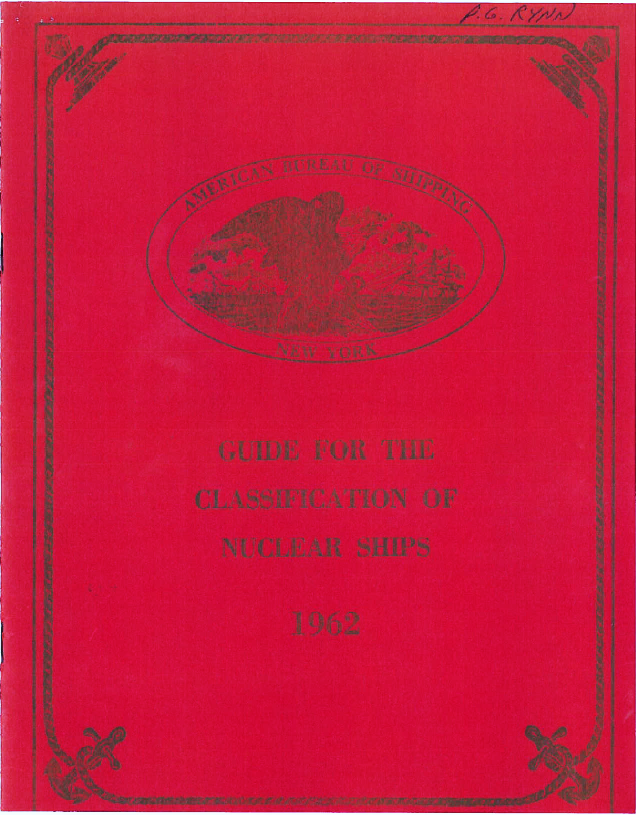 P.G. RYNN
AMERICAN BUREAU OF SHIPPING
NEW YORK
GUIDE FOR THE
CLASSIFICATION OF
NUCLEAR SHIPS
1962